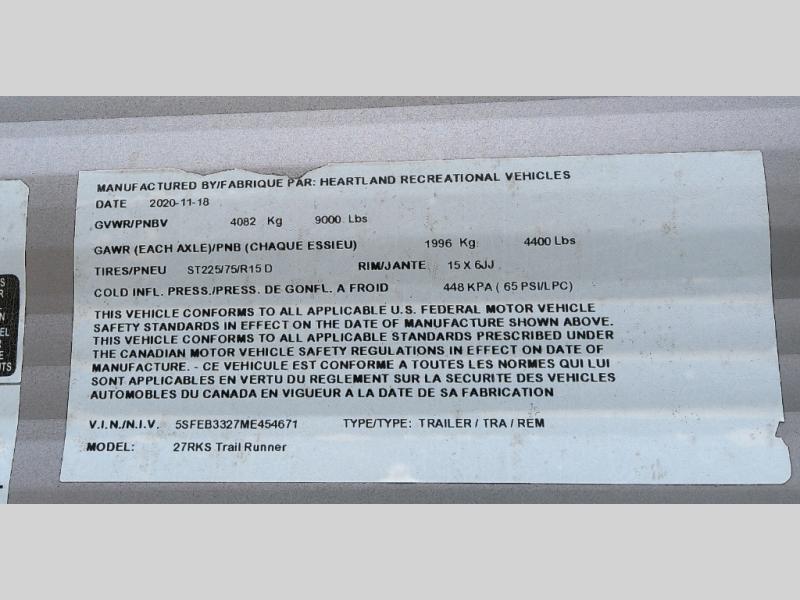 MANUFACTURED BY/FABRIQUE PAR: HEARTLAND RECREATIONAL VEHICLES
DATE 2020-11-18
GVWR/PNBV 4082 Kg 9000 Lbs
GAWR (EACH AXLE)/PNB (CHAQUE ESSIEU) 1996 Kg 4400 Lbs
TIRES/PNEU ST225/75/R15 D RIM/JANTE 15 X 6JJ
COLD INFL. PRESS./PRESS. DE GONFL. A FROID 448 KPA ( 65 PSI/LPC)
THIS VEHICLE CONFORMS TO ALL APPLICABLE U.S. FEDERAL MOTOR VEHICLE
SAFETY STANDARDS IN EFFECT ON THE DATE OF MANUFACTURE SHOWN ABOVE.
THIS VEHICLE CONFORMS TO ALL APPLICABLE STANDARDS PRESCRIBED UNDER
THE CANADIAN MOTOR VEHICLE SAFETY REGULATIONS IN EFFECT ON DATE OF
MANUFACTURE. - CE VEHICULE EST CONFORME A TOUTES LES NORMES QUI LUI
SONT APPLICABLES EN VERTU DU REGLEMENT SUR LA SECURITE DES VEHICLES
AUTOMOBILES DU CANADA EN VIGUEUR A LA DATE DE SA FABRICATION
V.I.N./N.I.V. 5SFEB3327ME454671 TYPE/TYPE: TRAILER / TRA / REM
MODEL: 27RKS Trail Runner